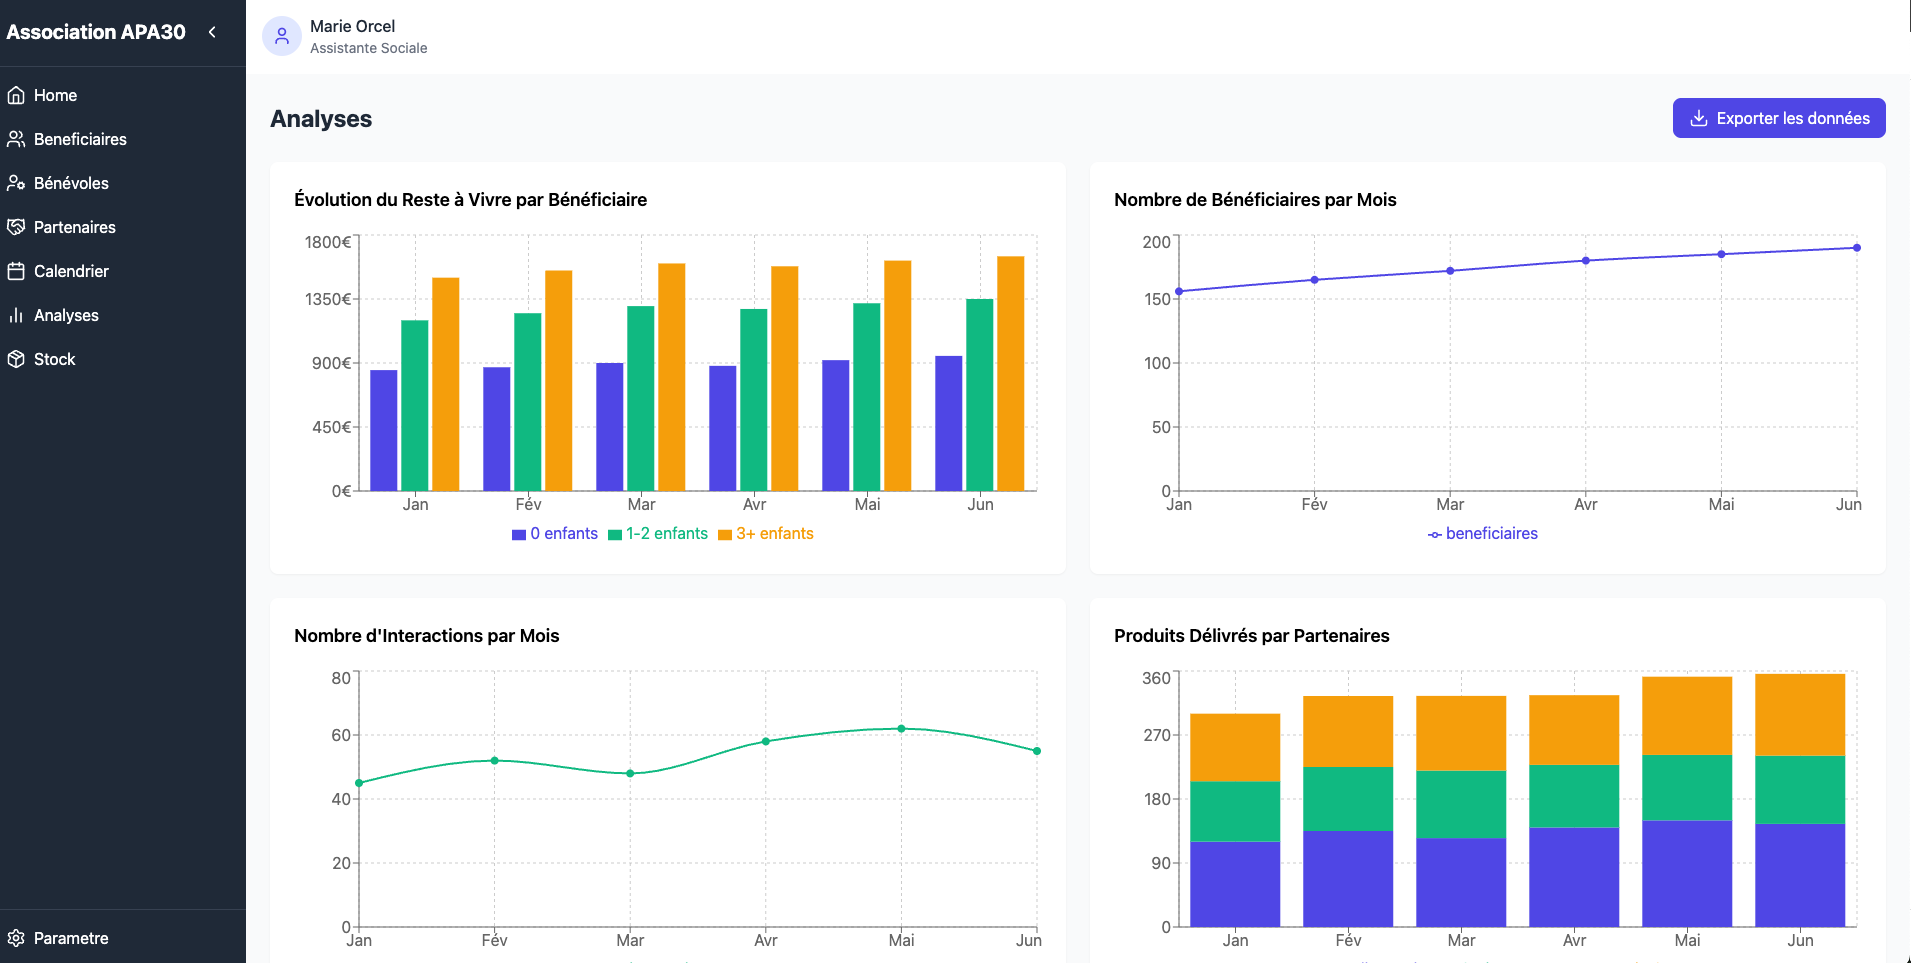 Association APA30
Home
Beneficiaires
Bénévoles
Partenaires
Calendrier
Analyses
Stock
Parametre
Marie Orcel
Assistante Sociale
Analyses
Exporter les données
Évolution du Reste à Vivre par Bénéficiaire
1800€
1350€
900€
450€
0€
Jan Fév Mar Avr Mai Jun
0 enfants 1-2 enfants 3+ enfants
Nombre de Bénéficiaires par Mois
200
150
100
50
0
Jan Fév Mar Avr Mai Jun
beneficiaires
Nombre d'Interactions par Mois
80
60
40
20
0
Jan Fév Mar Avr Mai Jun
Produits Délivrés par Partenaires
360
270
180
90
0
Jan Fév Mar Avr Mai Jun